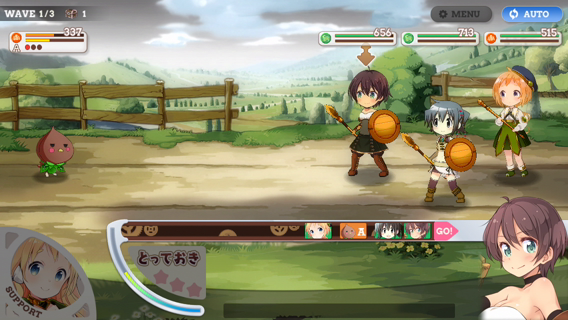 WAVE 1/3 1
MENU
AUTO
337
A
656
713
515
A
GO!
とっておき
SUPPORT